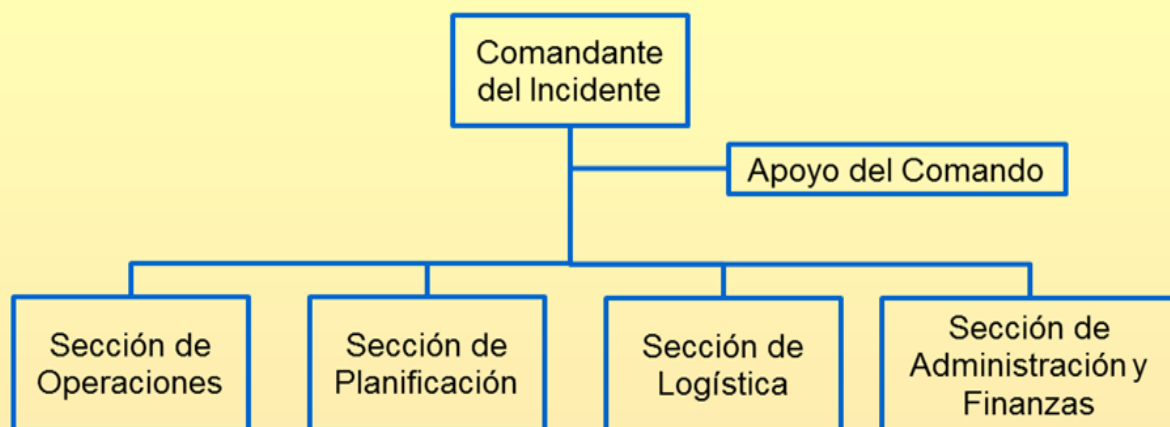 Comandante
del Incidente
Apoyo del Comando
Sección de
Operaciones
Sección de
Planificación
Sección de
Logística
Sección de
Administración y
Finanzas